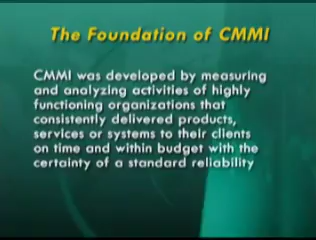 The Foundation of CMMI
CMMI was developed by measuring
and analyzing activities of highly
functioning organizations that
consistently delivered products,
services or systems to their clients
on time and within budget with the
certainty of a standard reliability